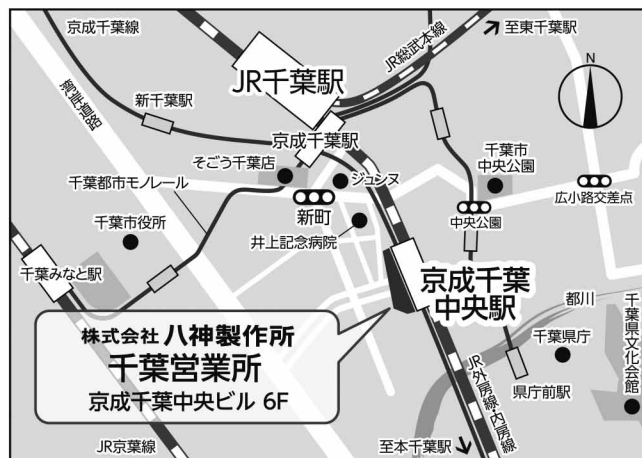 京成千葉線
JR総武本線
至東千葉駅
N
湾岸道路
JR千葉駅
新千葉駅
京成千葉駅
そごう千葉店
ジュシヌ
千葉市
中央公園
広小路交差点
千葉都市モノレール
新町
中央公園
千葉市役所
井上記念病院
千葉みなと駅
京成千葉
中央駅
都川
千葉県文化会館
株式会社 八神製作所
千葉営業所
京成千葉中央ビル 6F
千葉県庁
県庁前駅
JR外房線・内房線
JR京葉線
至本千葉駅